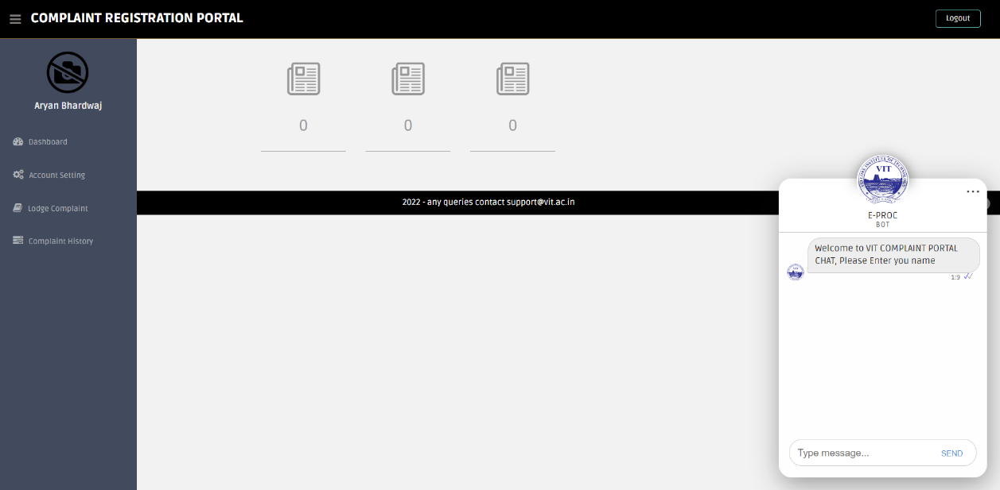 COMPLAINT REGISTRATION PORTAL
Logout
Aryan Bhardwaj
Dashboard
Account Setting
Lodge Complaint
Complaint History
0
0
0
2022 - any queries contact support@vit.ac.in
VIT
E-PROC
BOT
Welcome to VIT COMPLAINT PORTAL
CHAT, Please Enter you name
1:9
Type message...
SEND